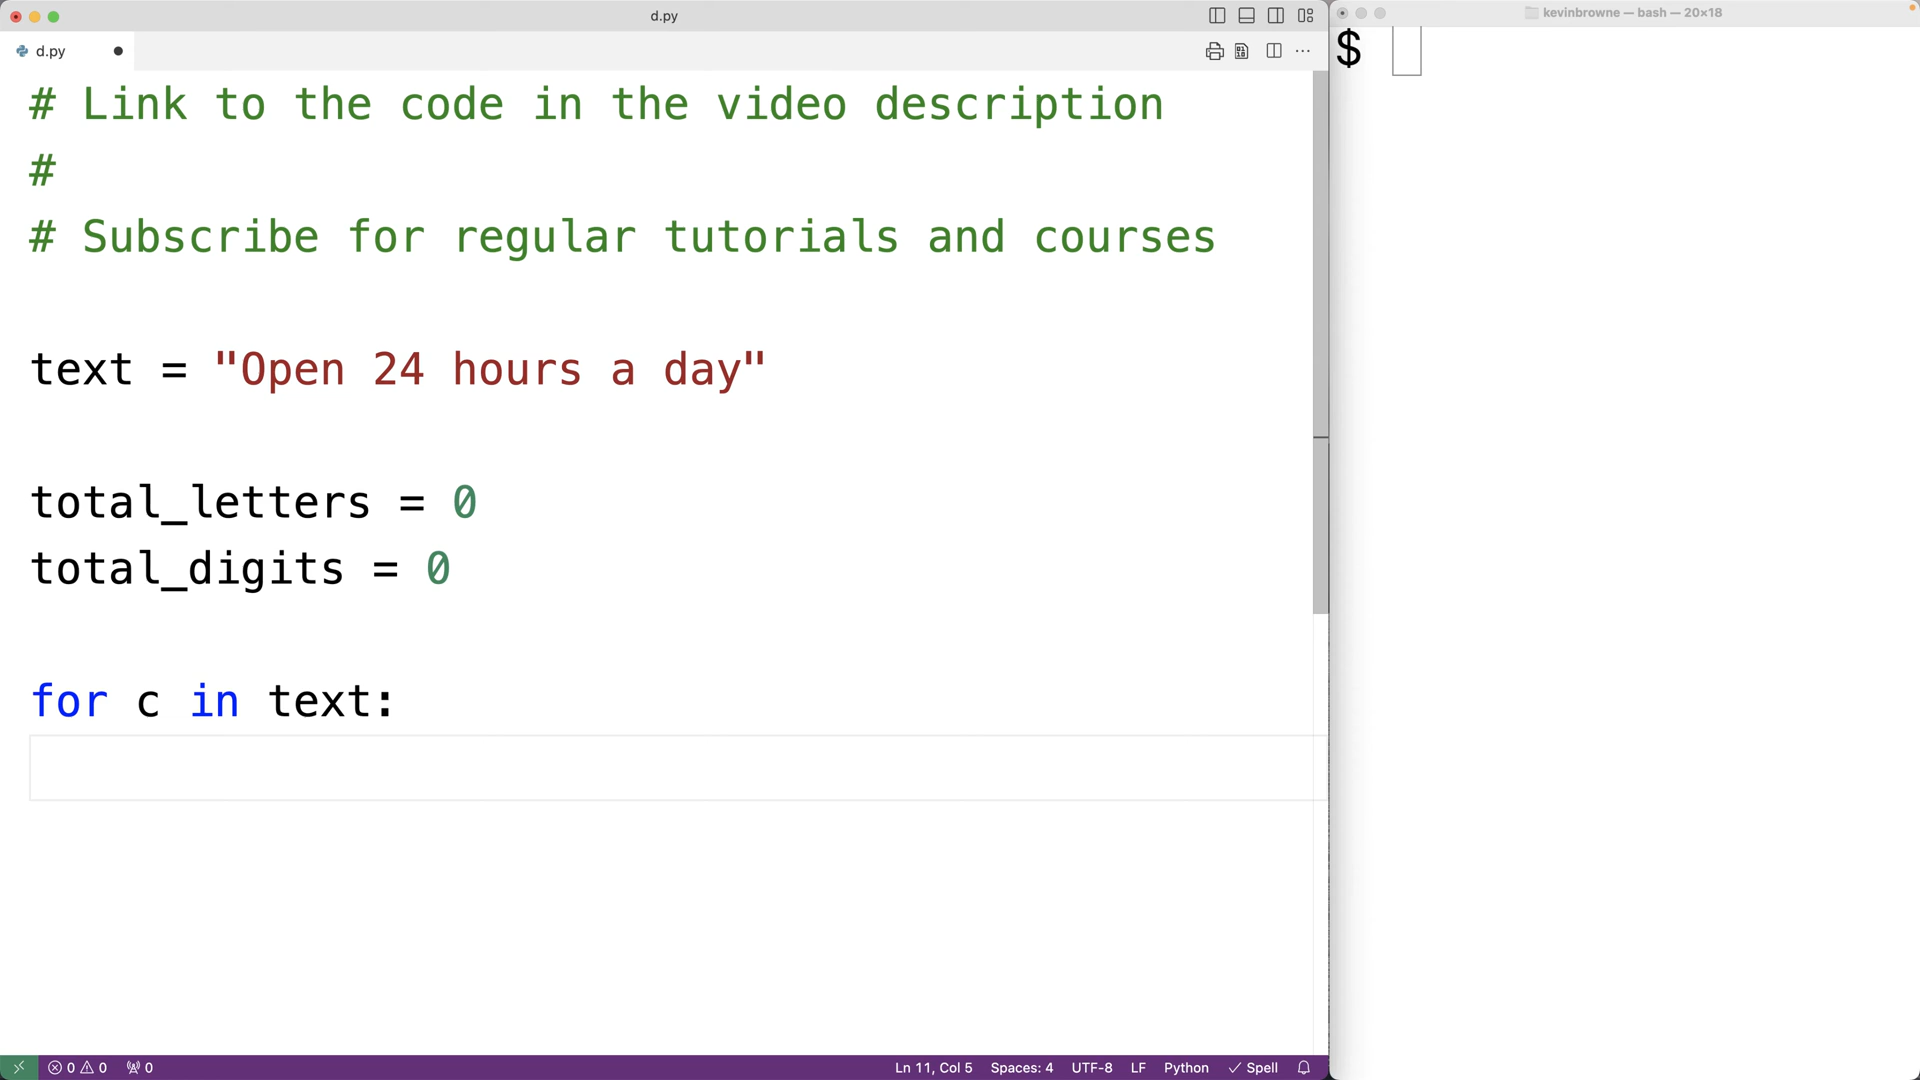 d.py
kevinbrowne — bash — 20×18
d.py
$
# Link to the code in the video description
#
# Subscribe for regular tutorials and courses
text = "Open 24 hours a day"
total_letters = 0
total_digits = 0
for c in text:
0 0 0 Ln 11, Col 5 Spaces: 4 UTF-8 LF Python Spell